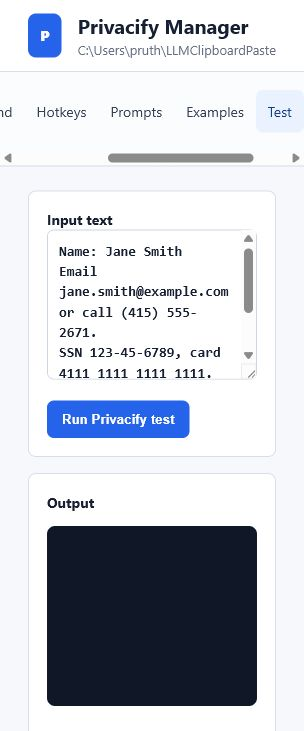 P
Privacify Manager
C:\Users\pruth\LLMClipboardPaste
nd Hotkeys Prompts Examples Test
Input text
Name: Jane Smith
Email
jane.smith@example.com
or call (415) 555-
2671.
SSN 123-45-6789, card
4111 1111 1111 1111.
Run Privacify test
Output